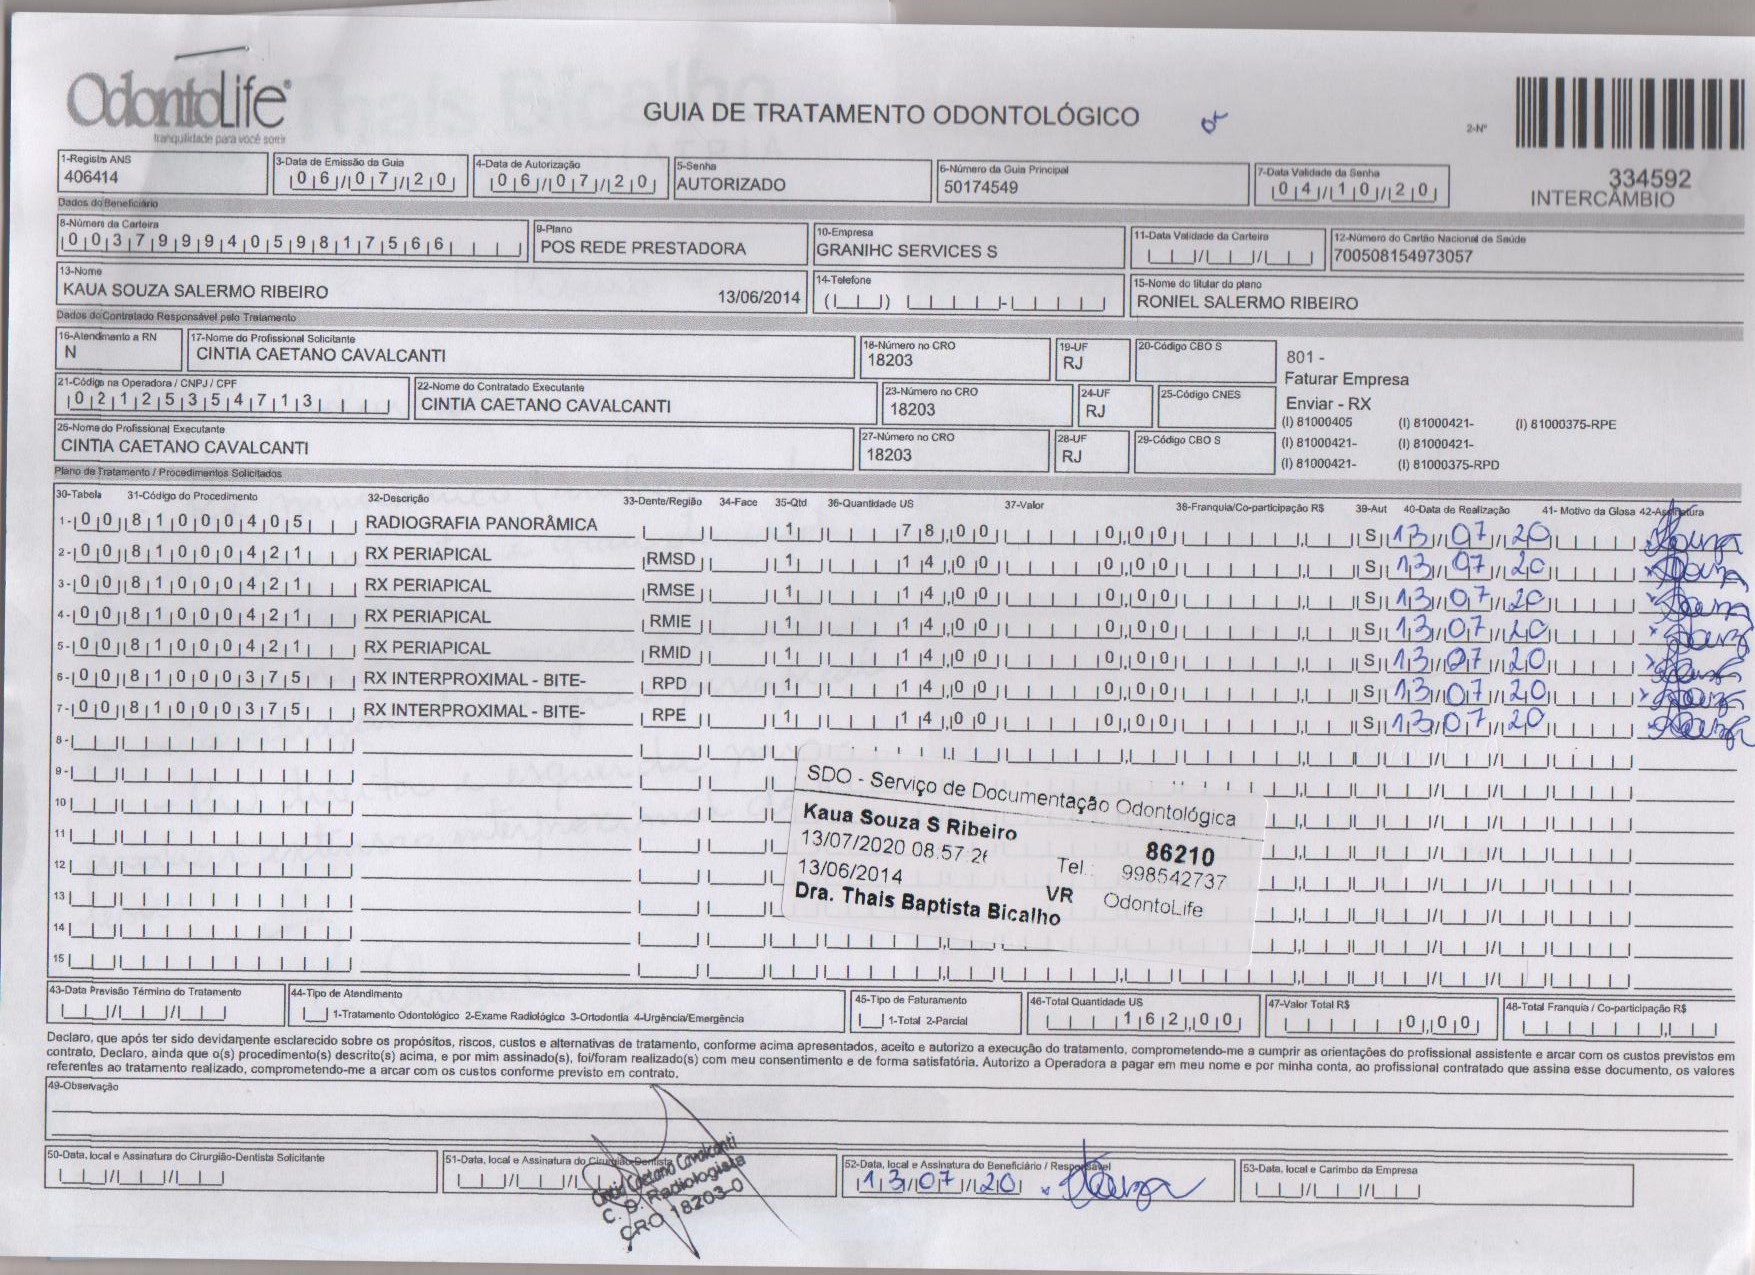 OdontoLife®
tranquilidade para você sorrir
GUIA DE TRATAMENTO ODONTOLÓGICO
2-Nº
334592
INTERCÂMBIO
1-Registro ANS
406414
3-Data de Emissão da Guia
06/07/20
4-Data de Autorização
06/07/20
5-Senha
AUTORIZADO
6-Número da Guia Principal
50174549
7-Data Validade da Senha
04/10/20
Dados do Beneficiário
8-Número da Carteira
00379994059817566
9-Plano
POS REDE PRESTADORA
10-Empresa
GRANIHC SERVICES S
11-Data Validade da Carteira
12-Número do Cartão Nacional de Saúde
700508154973057
13-Nome
KAUA SOUZA SALERMO RIBEIRO 13/06/2014
14-Telefone
15-Nome do titular do plano
RONIEL SALERMO RIBEIRO
Dados do Contratado Responsável pelo Tratamento
16-Atendimento a RN
N
17-Nome do Profissional Solicitante
CINTIA CAETANO CAVALCANTI
18-Número no CRO
18203
19-UF
RJ
20-Código CBO S
21-Código na Operadora / CNPJ / CPF
02125354713
22-Nome do Contratado Executante
CINTIA CAETANO CAVALCANTI
23-Número no CRO
18203
24-UF
RJ
25-Código CNES
26-Nome do Profissional Executante
CINTIA CAETANO CAVALCANTI
27-Número no CRO
18203
28-UF
RJ
29-Código CBO S
801 -
Faturar Empresa
Enviar - RX
(I) 81000405 (I) 81000421- (I) 81000375-RPE
(I) 81000421- (I) 81000421-
(I) 81000421- (I) 81000375-RPD
Plano de Tratamento / Procedimentos Solicitados
30-Tabela 31-Código do Procedimento 32-Descrição 33-Dente/Região 34-Face 35-Qtd 36-Quantidade US 37-Valor 38-Franquia/Co-participação R$ 39-Aut 40-Data de Realização 41- Motivo da Glosa 42-Assinatura
1- 00 81000405 RADIOGRAFIA PANORÂMICA 1 78,00 0,00 S 13/07/20
2- 00 81000421 RX PERIAPICAL RMSD 1 14,00 0,00 S 13/07/20
3- 00 81000421 RX PERIAPICAL RMSE 1 14,00 0,00 S 13/07/20
4- 00 81000421 RX PERIAPICAL RMIE 1 14,00 0,00 S 13/07/20
5- 00 81000421 RX PERIAPICAL RMID 1 14,00 0,00 S 13/07/20
6- 00 81000375 RX INTERPROXIMAL - BITE- RPD 1 14,00 0,00 S 13/07/20
7- 00 81000375 RX INTERPROXIMAL - BITE- RPE 1 14,00 0,00 S 13/07/20
8-
9-
10
11
12
13
14
15
SDO - Serviço de Documentação Odontológica
Kaua Souza S Ribeiro 86210
13/07/2020 08:57:26 Tel.: 998542737
13/06/2014 VR OdontoLife
Dra. Thais Baptista Bicalho
43-Data Previsão Término do Tratamento
44-Tipo de Atendimento
1-Tratamento Odontológico 2-Exame Radiológico 3-Ortodontia 4-Urgência/Emergência
45-Tipo de Faturamento
1-Total 2-Parcial
46-Total Quantidade US
162,00
47-Valor Total R$
0,00
48-Total Franquia / Co-participação R$
Declaro, que após ter sido devidamente esclarecido sobre os propósitos, riscos, custos e alternativas de tratamento, conforme acima apresentados, aceito e autorizo a execução do tratamento, comprometendo-me a cumprir as orientações do profissional assistente e arcar com os custos previstos em
contrato, Declaro, ainda que o(s) procedimento(s) descrito(s) acima, e por mim assinado(s), foi/foram realizado(s) com meu consentimento e de forma satisfatória. Autorizo a Operadora a pagar em meu nome e por minha conta, ao profissional contratado que assina esse documento, os valores
referentes ao tratamento realizado, comprometendo-me a arcar com os custos conforme previsto em contrato.
49-Observação
50-Data, local e Assinatura do Cirurgião-Dentista Solicitante
51-Data, local e Assinatura do Cirurgião-Dentista
Cintia Caetano Cavalcanti
C. D. Radiologista
CRO 18203-0
52-Data, local e Assinatura do Beneficiário / Responsável
13/07/20
53-Data, local e Carimbo da Empresa